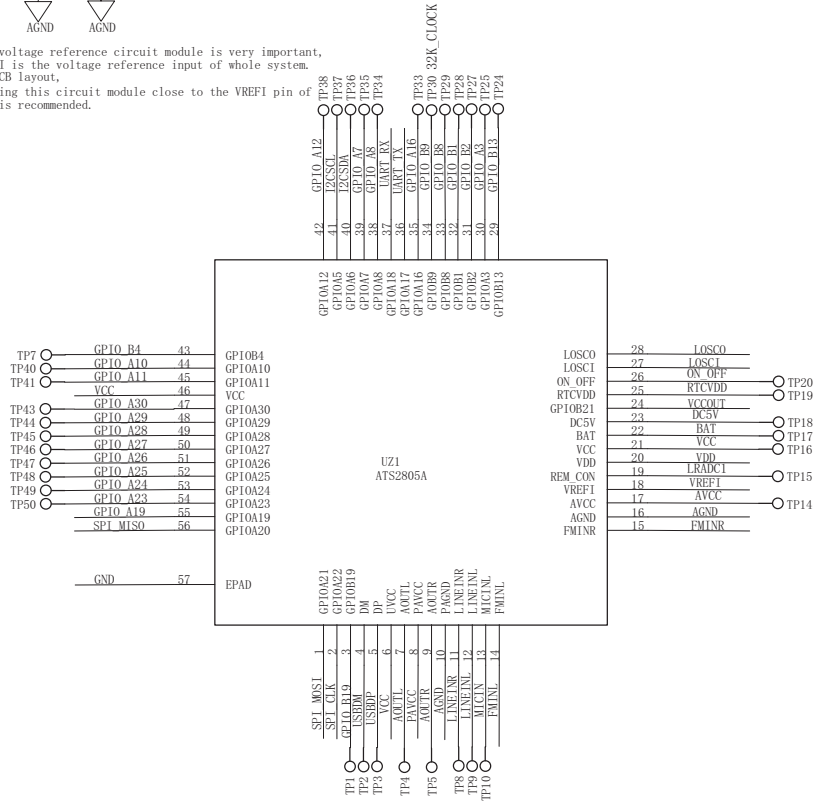 AGND AGND
voltage reference circuit module is very important,
I is the voltage reference input of whole system.
CB layout,
ing this circuit module close to the VREFI pin of
is recommended.
TP38 TP37 TP36 TP35 TP34 TP33 TP30 32K_CLOCK TP29 TP28 TP27 TP25 TP24
GPIO_A12 I2CSCL I2CSDA GPIO_A7 GPIO_A8 UART_RX UART_TX GPIO_A16 GPIO_B9 GPIO_B8 GPIO_B1 GPIO_B2 GPIO_A3 GPIO_B13
42 41 40 39 38 37 36 35 34 33 32 31 30 29
GPIOA12 GPIOA5 GPIOA6 GPIOA7 GPIOA8 GPIOA18 GPIOA17 GPIOA16 GPIOB9 GPIOB8 GPIOB1 GPIOB2 GPIOA3 GPIOB13
TP7 GPIO_B4 43 GPIOB4
TP40 GPIO_A10 44 GPIOA10
TP41 GPIO_A11 45 GPIOA11
VCC 46 VCC
TP43 GPIO_A30 47 GPIOA30
TP44 GPIO_A29 48 GPIOA29
TP45 GPIO_A28 49 GPIOA28
TP46 GPIO_A27 50 GPIOA27
TP47 GPIO_A26 51 GPIOA26
TP48 GPIO_A25 52 GPIOA25
TP49 GPIO_A24 53 GPIOA24
TP50 GPIO_A23 54 GPIOA23
GPIO_A19 55 GPIOA19
SPI_MISO 56 GPIOA20
GND 57 EPAD
UZ1
ATS2805A
LOSCO 28 LOSCO
LOSCI 27 LOSCI
ON_OFF 26 ON_OFF TP20
RTCVDD 25 RTCVDD TP19
GPIOB21 24 VCCOUT
DC5V 23 DC5V TP18
BAT 22 BAT TP17
VCC 21 VCC TP16
VDD 20 VDD
REM_CON 19 LRADC1 TP15
VREFI 18 VREFI
AVCC 17 AVCC TP14
AGND 16 AGND
FMINR 15 FMINR
GPIOA21 GPIOA22 GPIOB19 DM DP UVCC AOUTL PAVCC AOUTR PAGND LINEINR LINEINL MICINL FMINL
1 2 3 4 5 6 7 8 9 10 11 12 13 14
SPI_MOSI SPI_CLK GPIO_B19 USBDM USBDP VCC AOUTL PAVCC AOUTR AGND LINEINR LINEINL MICIN FMINL
TP1 TP2 TP3 TP4 TP5 TP8 TP9 TP10